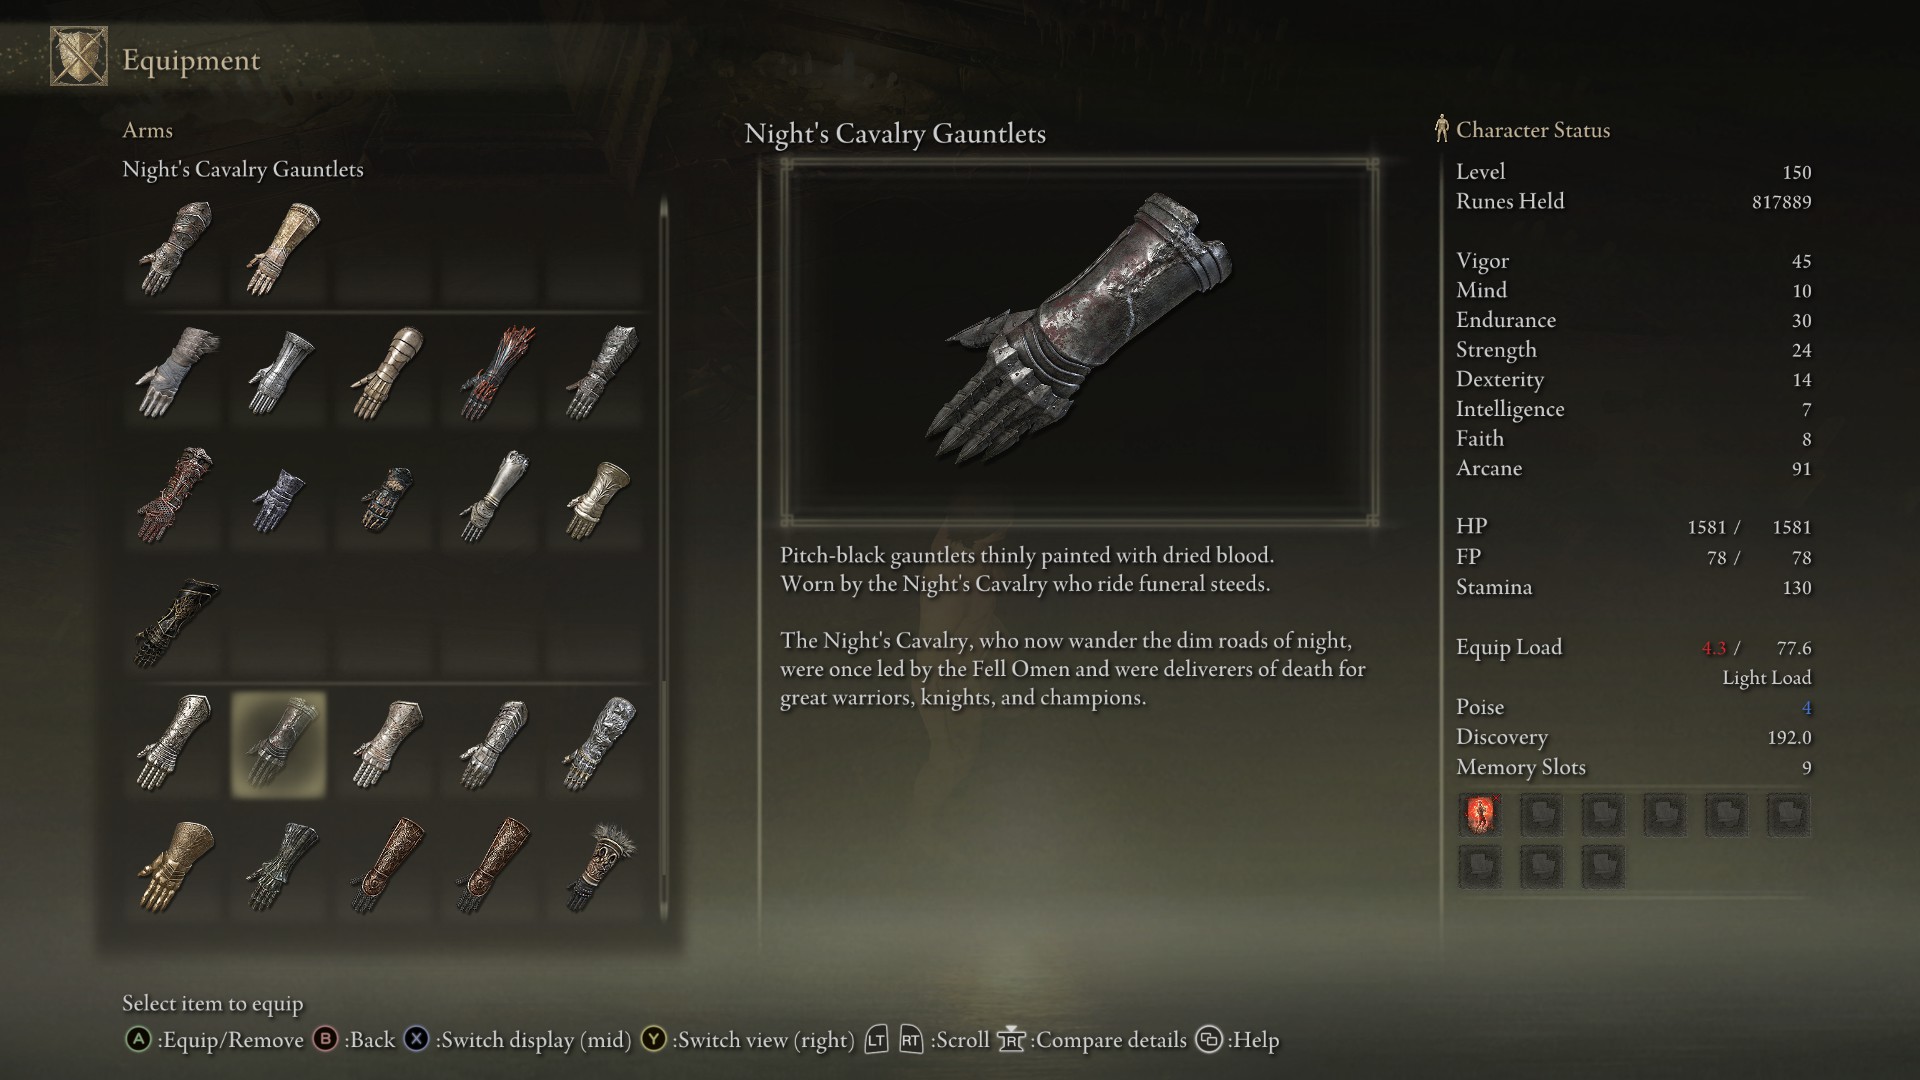 Equipment
Arms
Night's Cavalry Gauntlets
Night's Cavalry Gauntlets
Pitch-black gauntlets thinly painted with dried blood.
Worn by the Night's Cavalry who ride funeral steeds.
The Night's Cavalry, who now wander the dim roads of night,
were once led by the Fell Omen and were deliverers of death for
great warriors, knights, and champions.
Character Status
Level 150
Runes Held 817889
Vigor 45
Mind 10
Endurance 30
Strength 24
Dexterity 14
Intelligence 7
Faith 8
Arcane 91
HP 1581 / 1581
FP 78 / 78
Stamina 130
Equip Load 4.3 / 77.6
Light Load
Poise 4
Discovery 192.0
Memory Slots 9
Select item to equip
A :Equip/Remove B :Back X :Switch display (mid) Y :Switch view (right) LT RT :Scroll R :Compare details :Help